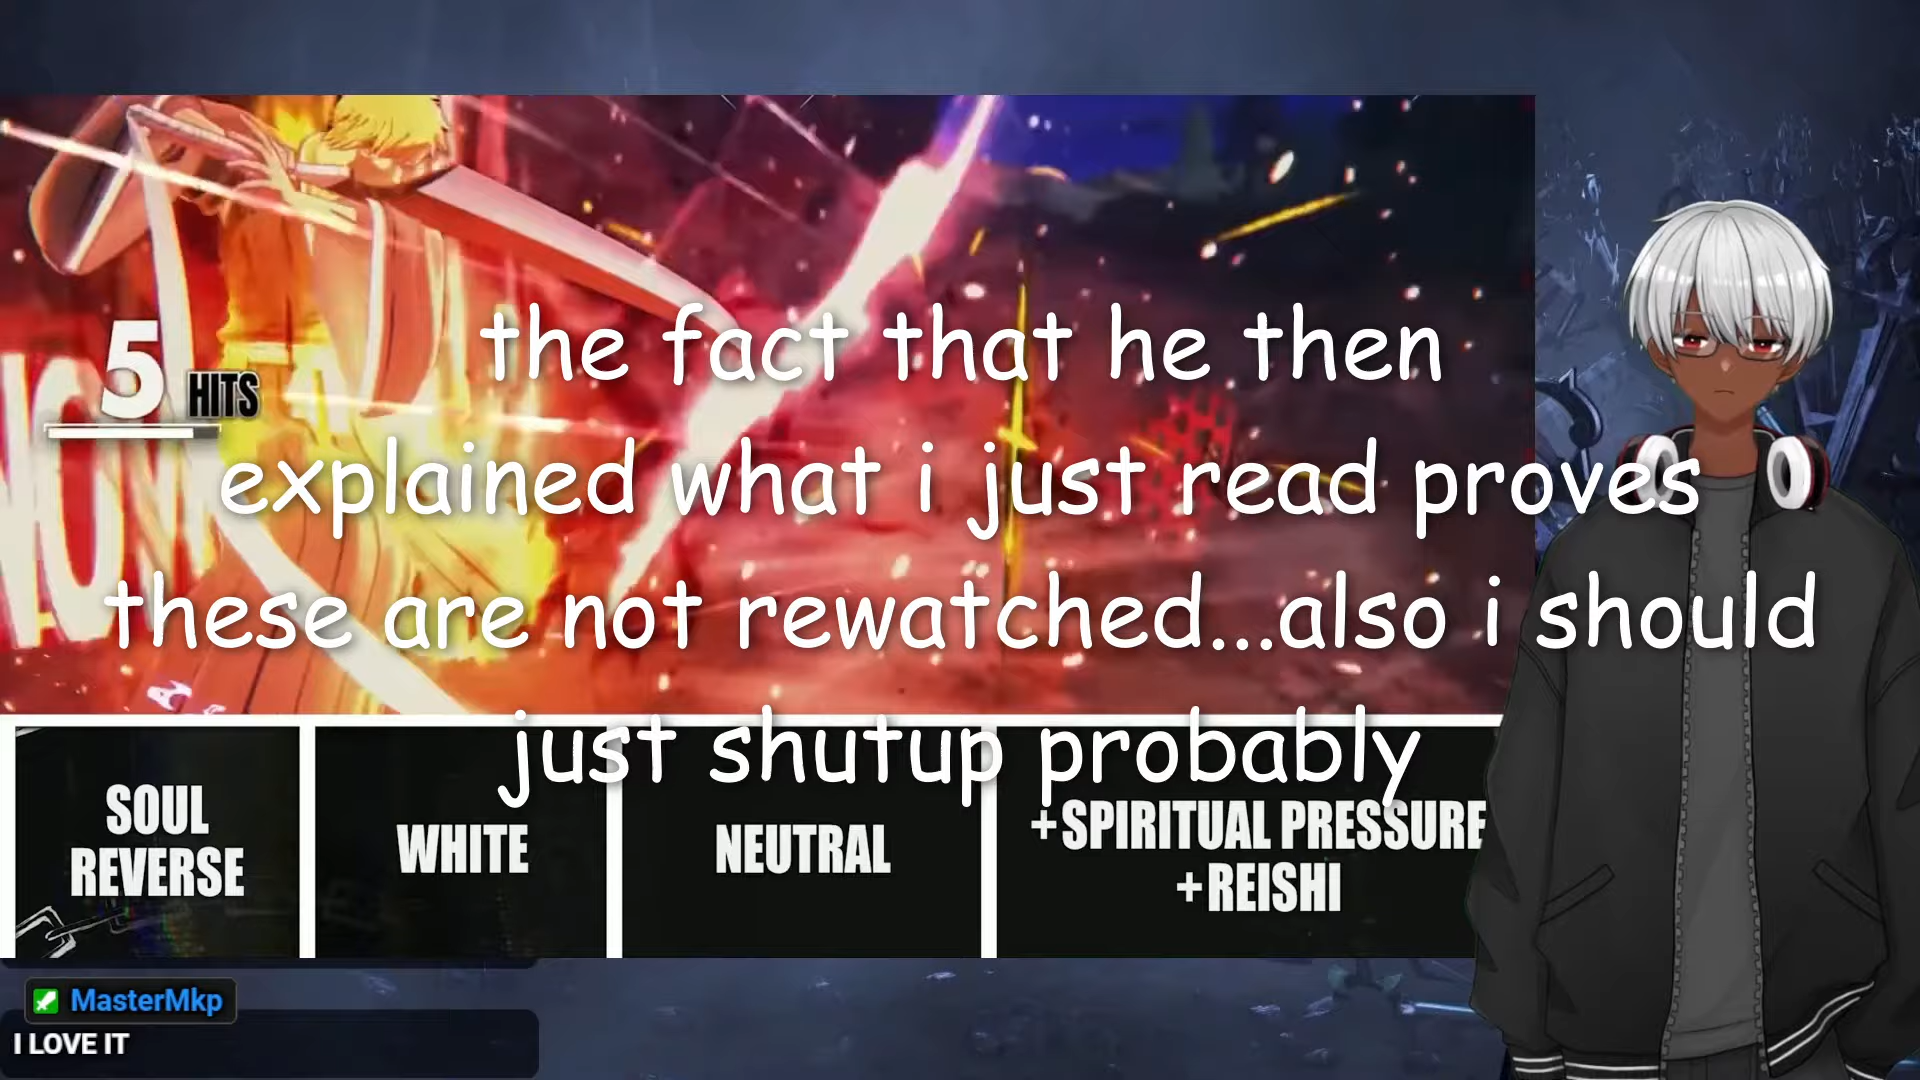 5 HITS
the fact that he then
explained what i just read proves
these are not rewatched...also i should
just shutup probably
SOUL
REVERSE
WHITE
NEUTRAL
+SPIRITUAL PRESSURE
+REISHI
MasterMkp
I LOVE IT